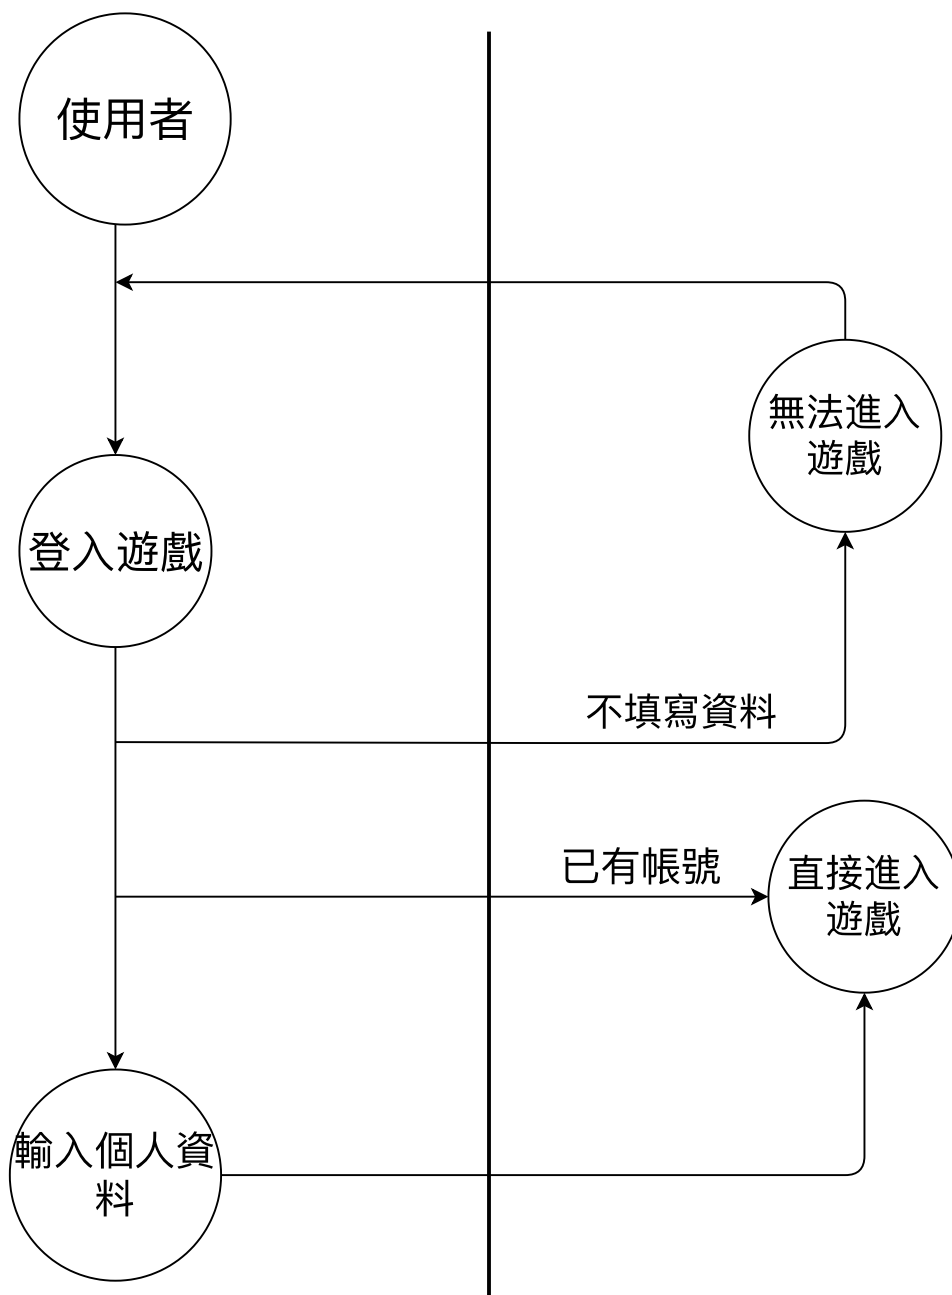 使用者
無法進入
遊戲
登入遊戲
不填寫資料
已有帳號
直接進入
遊戲
輸入個人資
料